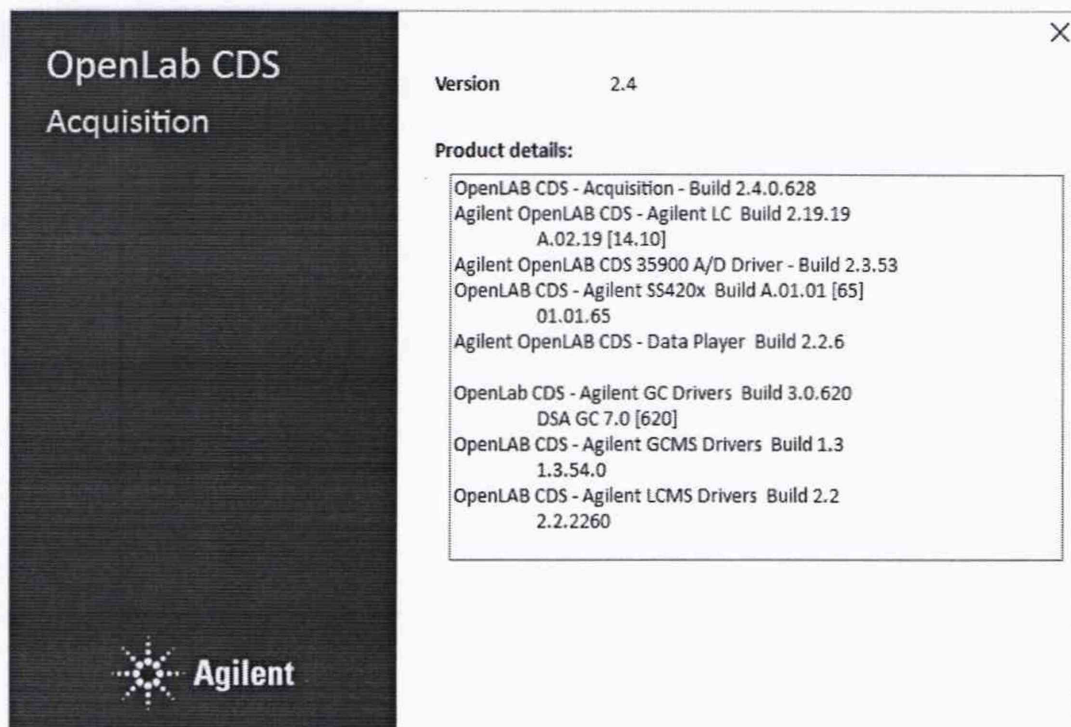 OpenLab CDS
Acquisition
Version 2.4
Product details:
OpenLAB CDS - Acquisition - Build 2.4.0.628
Agilent OpenLAB CDS - Agilent LC Build 2.19.19
A.02.19 [14.10]
Agilent OpenLAB CDS 35900 A/D Driver - Build 2.3.53
OpenLAB CDS - Agilent SS420x Build A.01.01 [65]
01.01.65
Agilent OpenLAB CDS - Data Player Build 2.2.6
OpenLab CDS - Agilent GC Drivers Build 3.0.620
DSA GC 7.0 [620]
OpenLAB CDS - Agilent GCMS Drivers Build 1.3
1.3.54.0
OpenLAB CDS - Agilent LCMS Drivers Build 2.2
2.2.2260
Agilent